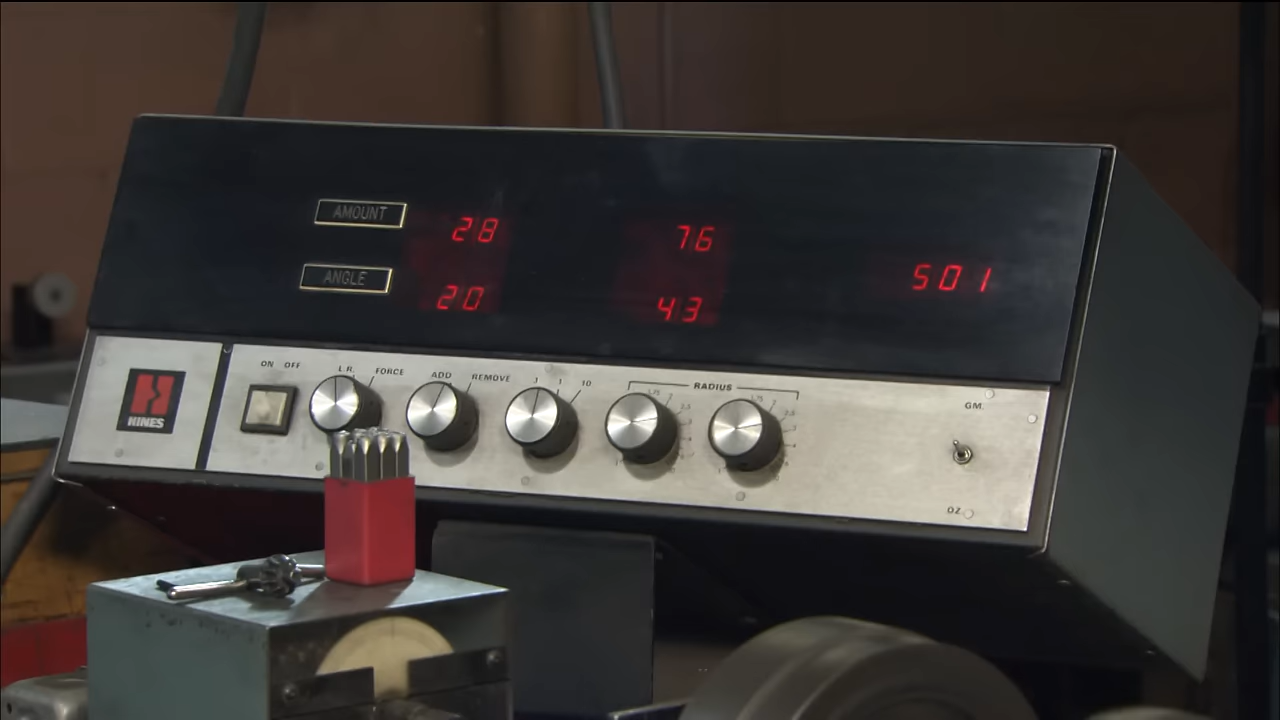 AMOUNT 28 76
ANGLE 20 43
501
ON OFF
L.R. FORCE
ADD REMOVE
.1 1 10
RADIUS
GM.
OZ.
HINES